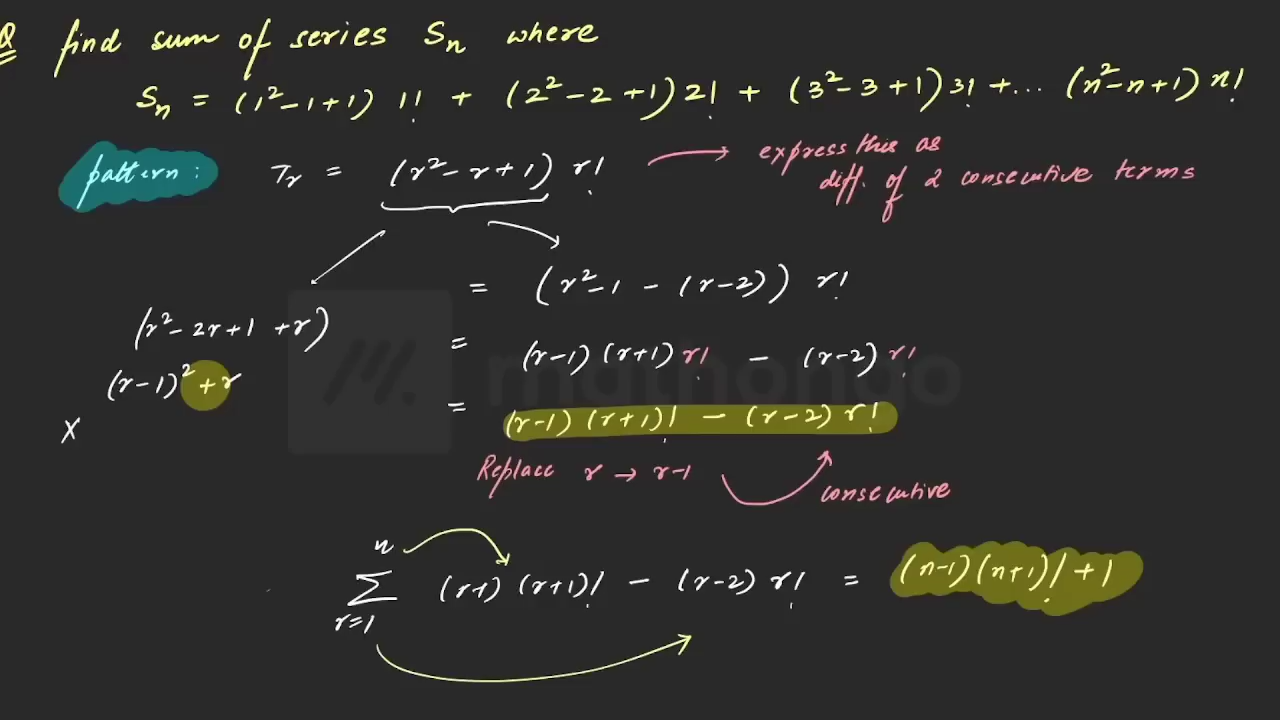 Q find sum of series Sₙ where
Sₙ = (1²-1+1) 1! + (2²-2+1)2! + (3²-3+1)3! +... (n²-n+1) n!
pattern: Tᵣ = (r²-r+1) r! → express this as
diff. of 2 consecutive terms
= (r²-1 - (r-2)) r!
(r²-2r+1 +r)
= (r-1) (r+1) r! - (r-2) r!
(r-1)² + r
= (r-1) (r+1)! - (r-2) r!
x
Replace r → r-1 consecutive
mathongo
n
Σ (r-1) (r+1)! - (r-2) r! = (n-1)(n+1)! + 1
r=1